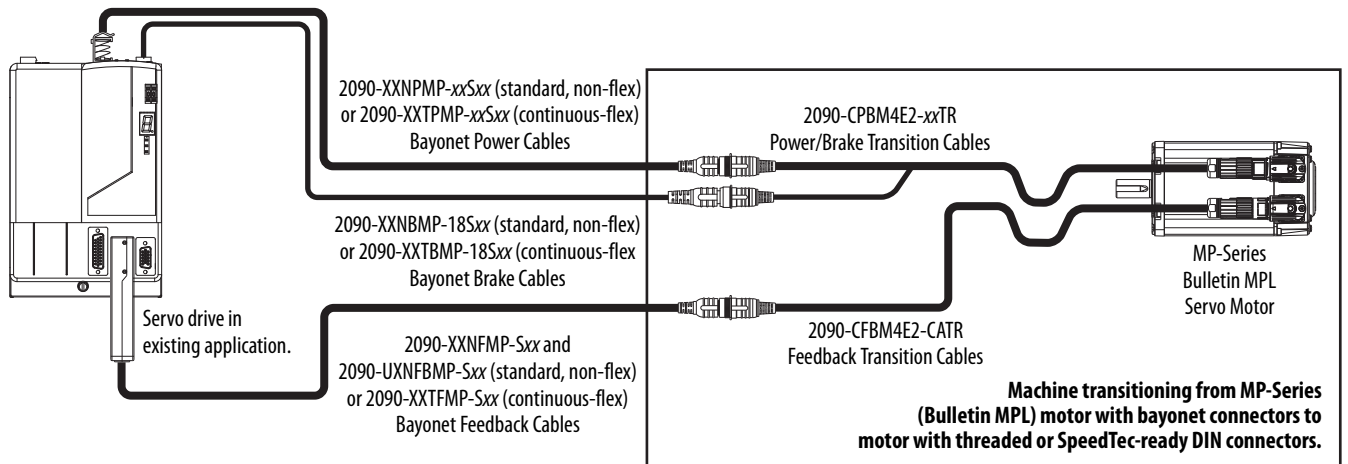 2090-XXNPMP-xxSxx (standard, non-flex)
or 2090-XXTPMP-xxSxx (continuous-flex)
Bayonet Power Cables
2090-CPBM4E2-xxTR
Power/Brake Transition Cables
2090-XXNBMP-18Sxx (standard, non-flex)
or 2090-XXTBMP-18Sxx (continuous-flex
Bayonet Brake Cables
MP-Series
Bulletin MPL
Servo Motor
Servo drive in
existing application.
2090-XXNFMP-Sxx and
2090-UXNFBMP-Sxx (standard, non-flex)
or 2090-XXTFMP-Sxx (continuous-flex)
Bayonet Feedback Cables
2090-CFBM4E2-CATR
Feedback Transition Cables
Machine transitioning from MP-Series
(Bulletin MPL) motor with bayonet connectors to
motor with threaded or SpeedTec-ready DIN connectors.